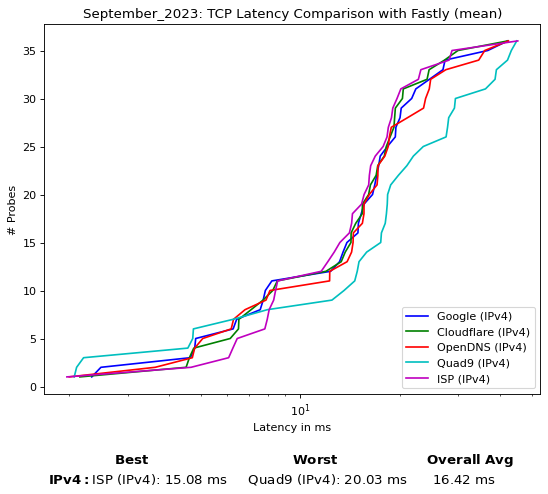 September_2023: TCP Latency Comparison with Fastly (mean)
35
30
25
20
15
10
5
0
# Probes
Google (IPv4)
Cloudflare (IPv4)
OpenDNS (IPv4)
Quad9 (IPv4)
ISP (IPv4)
10¹
Latency in ms
Best Worst Overall Avg
IPv4: ISP (IPv4): 15.08 ms Quad9 (IPv4): 20.03 ms 16.42 ms